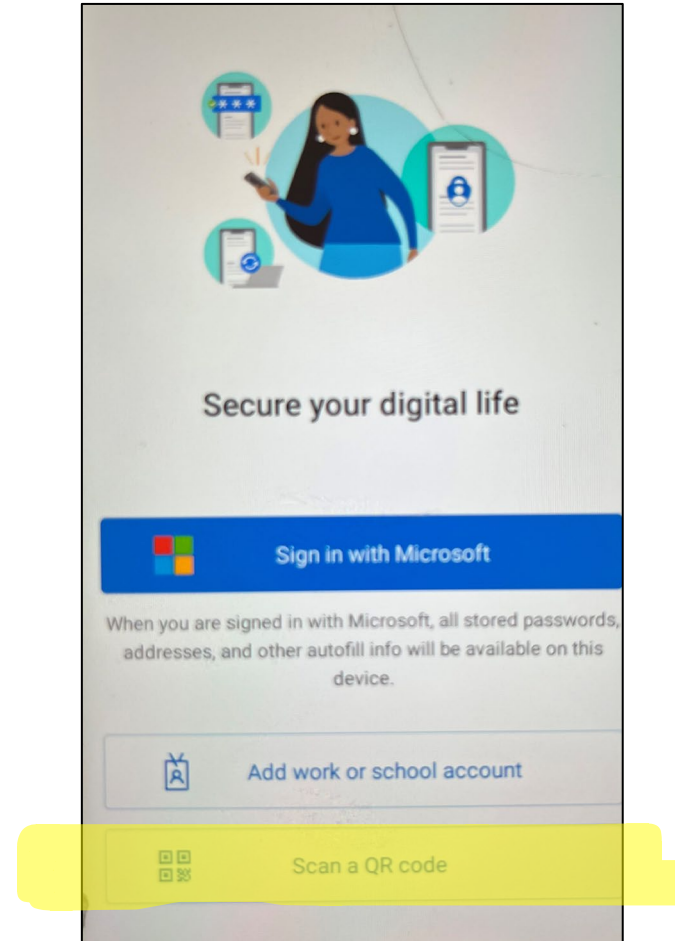 ***
Secure your digital life
Sign in with Microsoft
When you are signed in with Microsoft, all stored passwords,
addresses, and other autofill info will be available on this
device.
Add work or school account
Scan a QR code